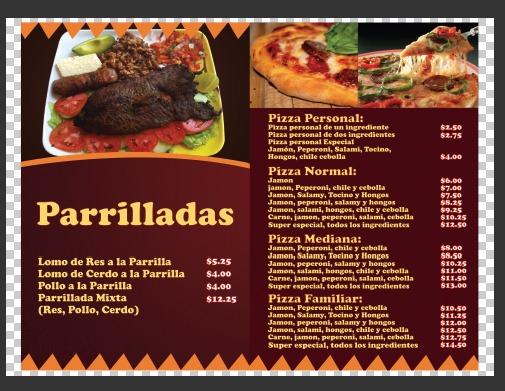 Parrilladas
Lomo de Res a la Parrilla $5.25
Lomo de Cerdo a la Parrilla $4.00
Pollo a la Parrilla $4.00
Parrillada Mixta $12.25
(Res, Pollo, Cerdo)
Pizza Personal:
Pizza personal de un ingrediente $2.50
Pizza personal de dos ingredientes $2.75
Pizza personal Especial
Jamón, Peperoni, Salami, Tocino,
Hongos, chile cebolla $4.00
Pizza Normal:
Jamon $6.00
jamon, Peperoni, chile y cebolla $7.00
Jamon, Salamy, Tocino y Hongos $7.50
Jamon, peperoni, salamy y hongos $8.25
Jamon, salami, hongos, chile y cebolla $9.25
Carne, jamon, peperoni, salami y cebolla $10.25
Super especial, todos los ingredientes $12.50
Pizza Mediana:
Jamon, Peperoni, chile y cebolla $8.00
Jamon, Salamy, Tocino y Hongos $8.50
Jamon, peperoni, salamy y hongos $10.25
Jamon, salami, hongos, chile y cebolla $11.00
Carne, jamon, peperoni, salami y cebolla $11.50
Super especial, todos los ingredientes $13.00
Pizza Familiar:
Jamon, Peperoni, chile y cebolla $10.50
Jamon, Salamy, Tocino y Hongos $11.25
Jamon, peperoni, salamy y hongos $12.00
Jamon, salami, hongos, chile y cebolla $12.50
Carne, jamon, peperoni, salami y cebolla $12.75
Super especial, todos los ingredientes $14.50